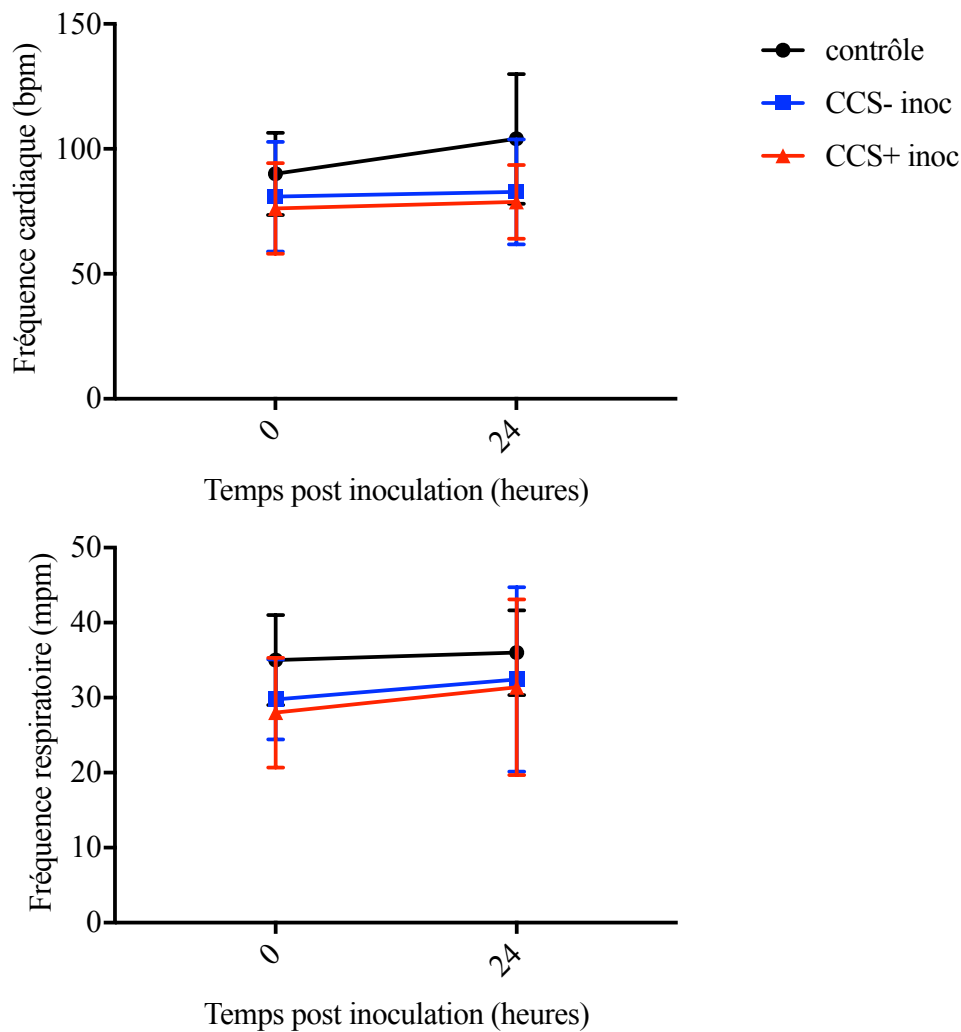 Fréquence cardiaque (bpm)
150
100
50
0
0
24
Temps post inoculation (heures)
contrôle
CCS- inoc
CCS+ inoc
Fréquence respiratoire (mpm)
50
40
30
20
10
0
0
24
Temps post inoculation (heures)